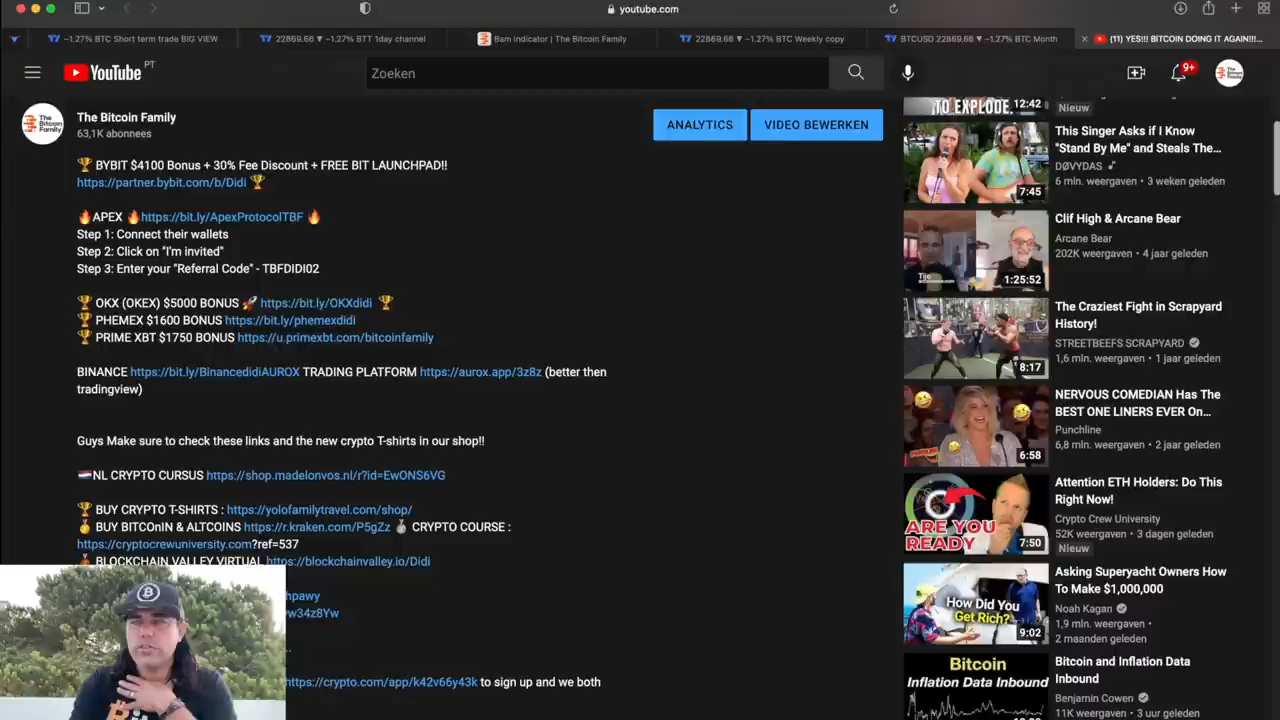 youtube.com
−1.27% BTC Short term trade BIG VIEW
22869.66 ▼ −1.27% BTT 1day channel
Bam indicator | The Bitcoin Family
22869.66 ▼ −1.27% BTC Weekly copy
BTCUSD 22869.66 ▼ −1.27% BTC Month
(11) YES!!! BITCOIN DOING IT AGAIN!!!...
YouTube PT
Zoeken
9+
The Bitcoin Family
63,1K abonnees
ANALYTICS
VIDEO BEWERKEN
🏆 BYBIT $4100 Bonus + 30% Fee Discount + FREE BIT LAUNCHPAD!!
https://partner.bybit.com/b/Didi 🏆
🔥APEX 🔥https://bit.ly/ApexProtocolTBF 🔥
Step 1: Connect their wallets
Step 2: Click on "I'm invited"
Step 3: Enter your "Referral Code" - TBFDIDI02
🏆 OKX (OKEX) $5000 BONUS 🚀 https://bit.ly/OKXdidi 🏆
🏆 PHEMEX $1600 BONUS https://bit.ly/phemexdidi
🏆 PRIME XBT $1750 BONUS https://u.primexbt.com/bitcoinfamily
BINANCE https://bit.ly/BinancedidiAUROX TRADING PLATFORM https://aurox.app/3z8z (better then
tradingview)
Guys Make sure to check these links and the new crypto T-shirts in our shop!!
🇳🇱NL CRYPTO CURSUS https://shop.madelonvos.nl/r?id=EwONS6VG
🏆 BUY CRYPTO T-SHIRTS : https://yolofamilytravel.com/shop/
🥇 BUY BITCOnIN & ALTCOINS https://r.kraken.com/P5gZz 🥈 CRYPTO COURSE :
https://cryptocrewuniversity.com?ref=537
🥉 BLOCKCHAIN VALLEY VIRTUAL https://blockchainvalley.io/Didi
hpawy
w34z8Yw
https://crypto.com/app/k42v66y43k to sign up and we both
TO EXPLODE.
12:42
Nieuw
7:45
This Singer Asks if I Know
"Stand By Me" and Steals The...
DØVYDAS
6 mln. weergaven • 3 weken geleden
Tijo
1:25:52
Clif High & Arcane Bear
Arcane Bear
202K weergaven • 4 jaar geleden
8:17
The Craziest Fight in Scrapyard
History!
STREETBEEFS SCRAPYARD
1,6 mln. weergaven • 1 jaar geleden
6:58
NERVOUS COMEDIAN Has The
BEST ONE LINERS EVER On...
Punchline
6,8 mln. weergaven • 2 jaar geleden
ARE YOU
READY
7:50
Attention ETH Holders: Do This
Right Now!
Crypto Crew University
52K weergaven • 3 dagen geleden
Nieuw
How Did You
Get Rich?
9:02
Asking Superyacht Owners How
To Make $1,000,000
Noah Kagan
1,9 mln. weergaven •
2 maanden geleden
Bitcoin
Inflation Data Inbound
Bitcoin and Inflation Data
Inbound
Benjamin Cowen
11K weergaven • 3 uur geleden